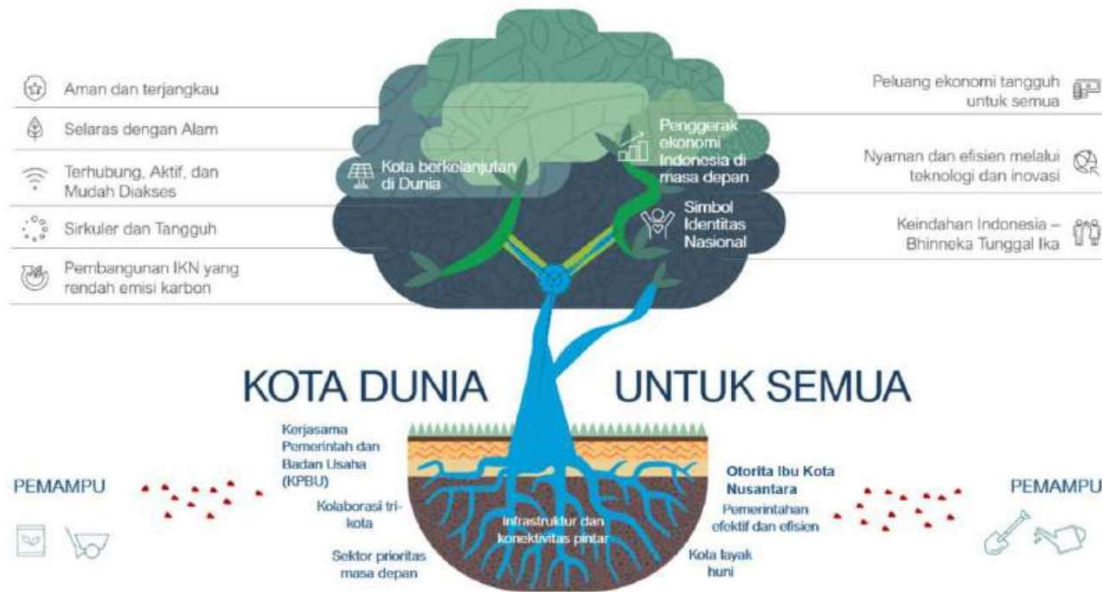 Aman dan terjangkau
Selaras dengan Alam
Terhubung, Aktif, dan
Mudah Diakses
Sirkuler dan Tangguh
Pembangunan IKN yang
rendah emisi karbon
Kota berkelanjutan
di Dunia
Penggerak
ekonomi
Indonesia di
masa depan
Simbol
Identitas
Nasional
Peluang ekonomi tangguh
untuk semua
Nyaman dan efisien melalui
teknologi dan inovasi
Keindahan Indonesia –
Bhinneka Tunggal Ika
KOTA DUNIA UNTUK SEMUA
PEMAMPU
Kerjasama
Pemerintah dan
Badan Usaha
(KPBU)
Kolaborasi tri-
kota
Sektor prioritas
masa depan
Infrastruktur dan
konektivitas pintar
Otorita Ibu Kota
Nusantara
Pemerintahan
efektif dan efisien
Kota layak
huni
PEMAMPU